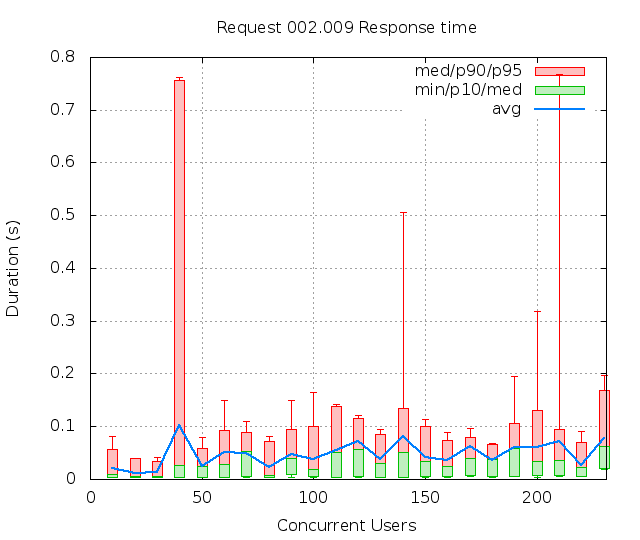 Request 002.009 Response time
0.8
0.7
0.6
0.5
0.4
0.3
0.2
0.1
0
Duration (s)
med/p90/p95
min/p10/med
avg
0 50 100 150 200
Concurrent Users